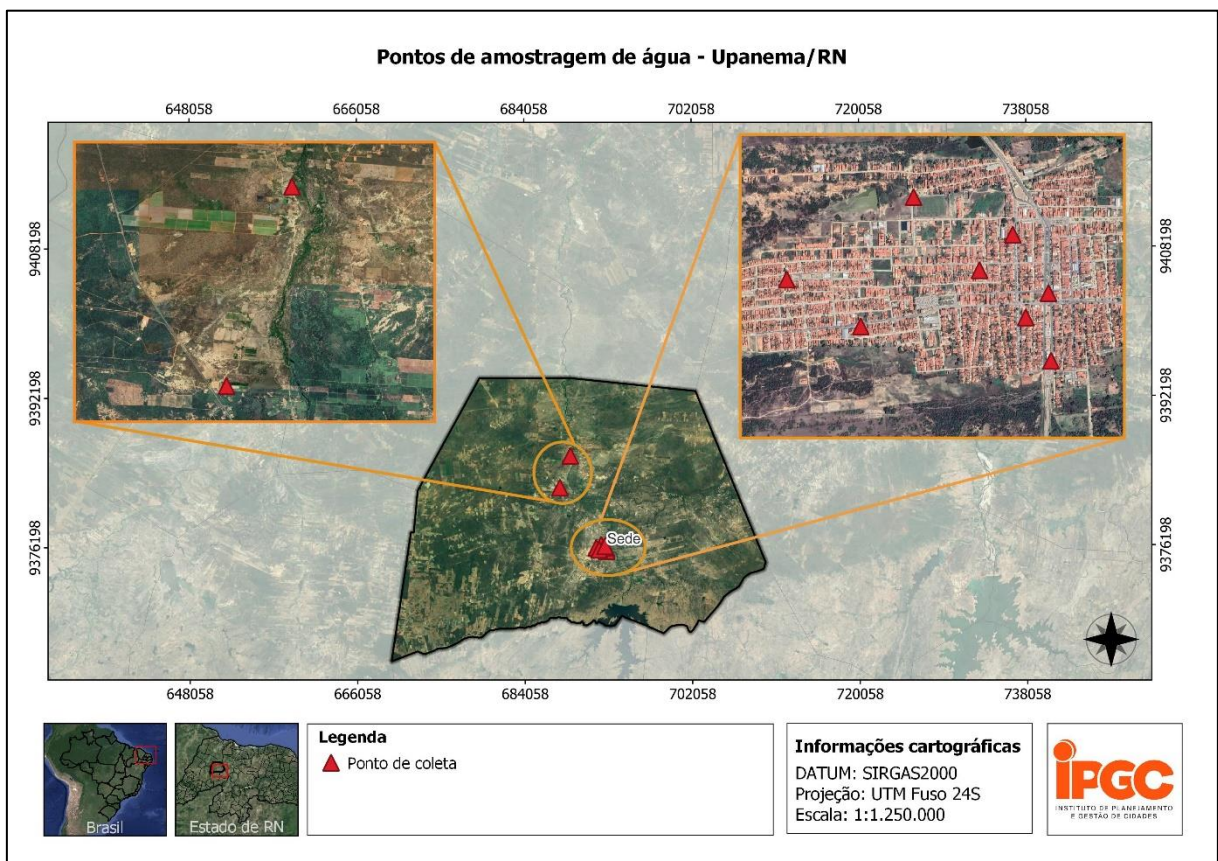 Pontos de amostragem de água - Upanema/RN
648058 666058 684058 702058 720058 738058
9408198 9408198
9392198 9392198
Sede
9376198 9376198
648058 666058 684058 702058 720058 738058
Brasil
Estado de RN
Legenda
Ponto de coleta
Informações cartográficas
DATUM: SIRGAS2000
Projeção: UTM Fuso 24S
Escala: 1:1.250.000
iPGC
INSTITUTO DE PLANEJAMENTO
E GESTÃO DE CIDADES